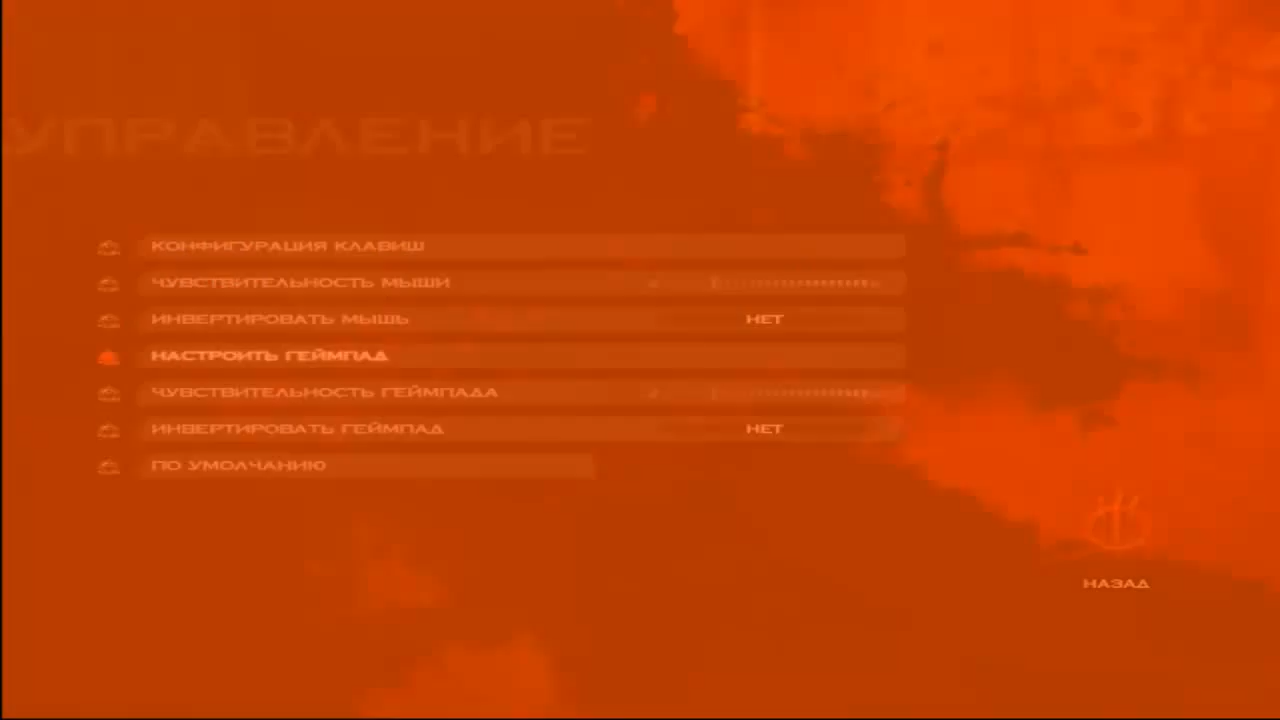 УПРАВЛЕНИЕ
КОНФИГУРАЦИЯ КЛАВИШ
ЧУВСТВИТЕЛЬНОСТЬ МЫШИ
ИНВЕРТИРОВАТЬ МЫШЬ НЕТ
НАСТРОИТЬ ГЕЙМПАД
ЧУВСТВИТЕЛЬНОСТЬ ГЕЙМПАДА
ИНВЕРТИРОВАТЬ ГЕЙМПАД НЕТ
ПО УМОЛЧАНИЮ
НАЗАД